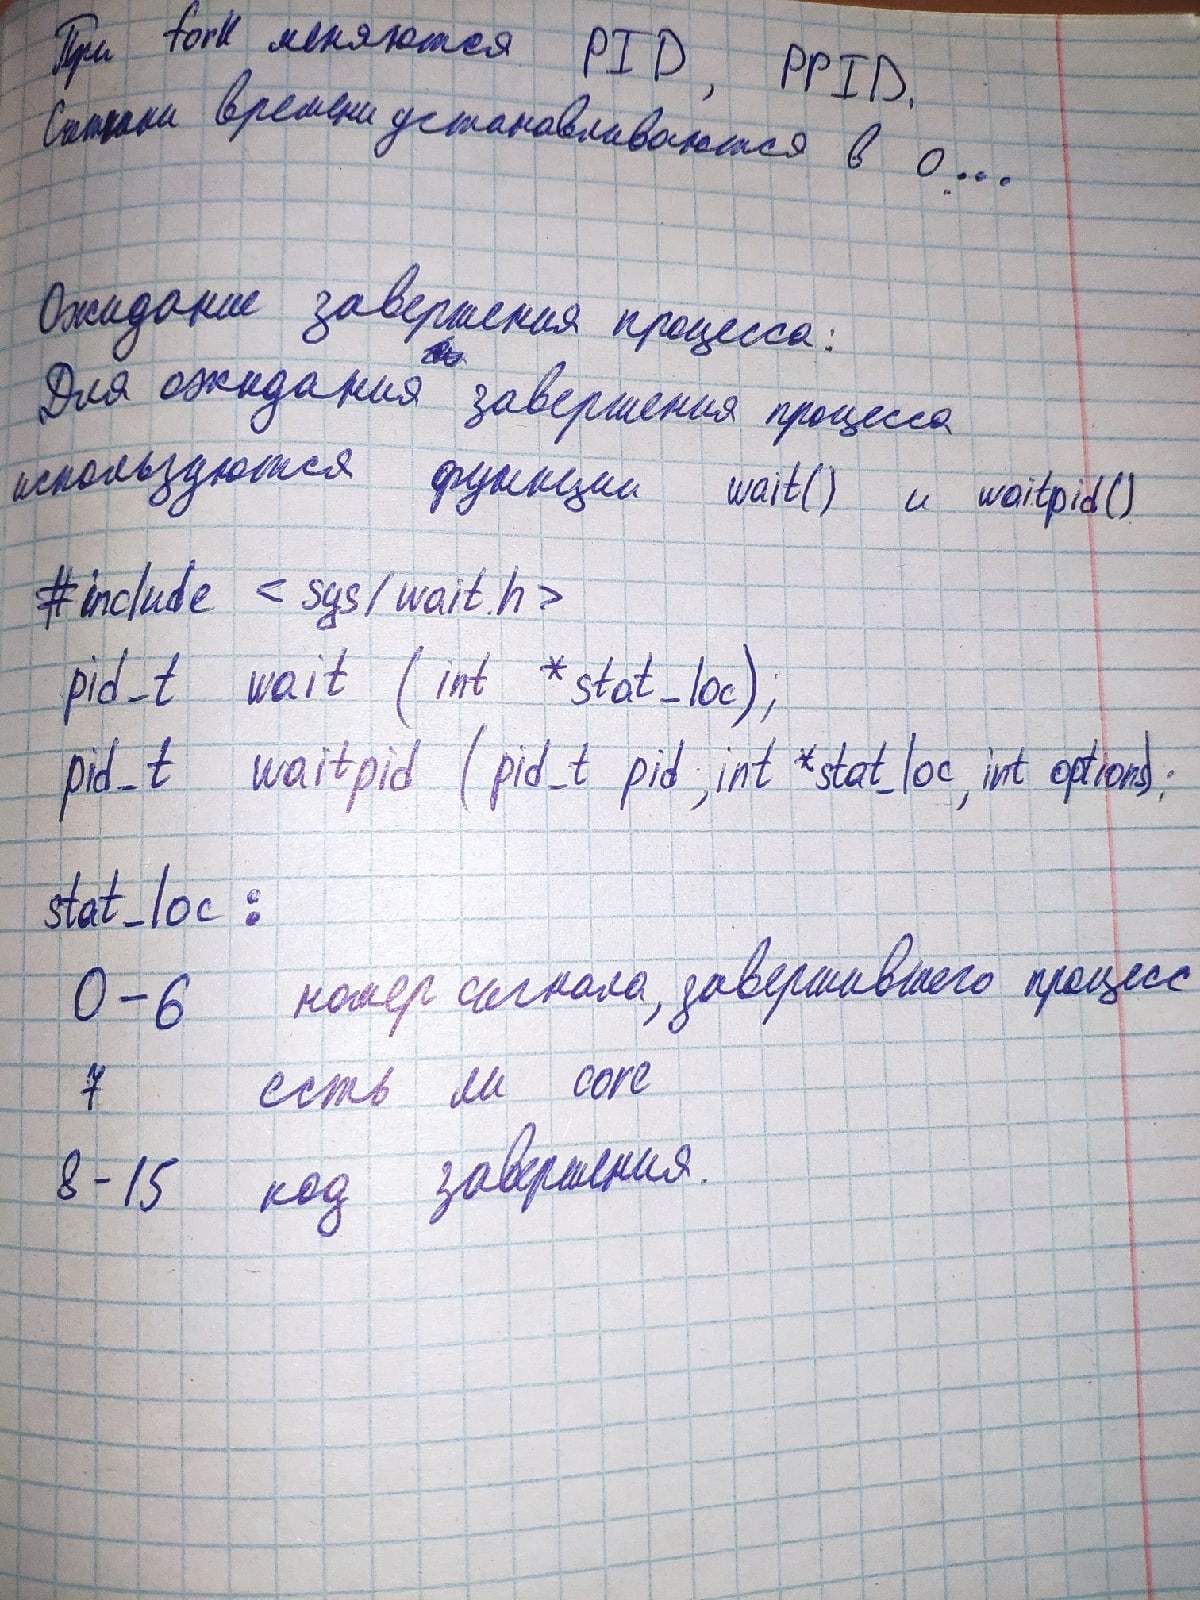 При fork меняются PID, PPID.
Счётчики времени устанавливаются в 0...
Ожидание завершения процесса:
Для ожидания завершения процесса
используются функции wait() и waitpid()
#include <sys/wait.h>
pid_t wait (int *stat_loc);
pid_t waitpid (pid_t pid, int *stat_loc, int options);
stat_loc:
0-6 номер сигнала, завершившего процесс
7 есть ли core
8-15 код завершения.